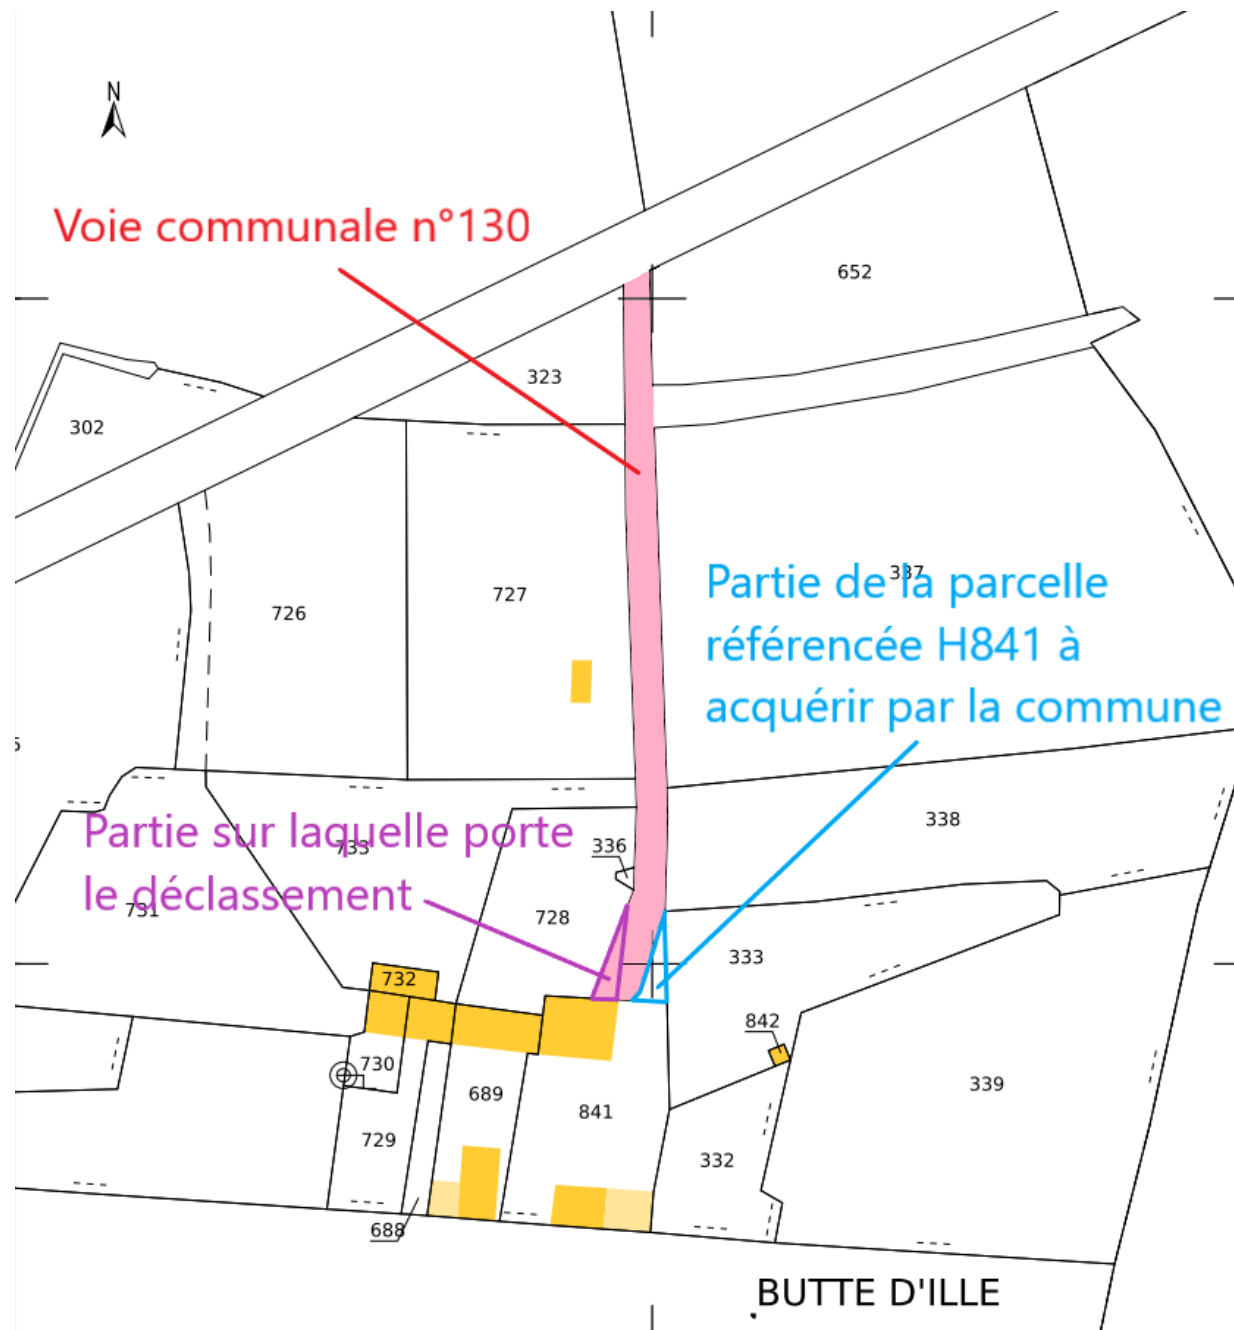 N
Voie communale n°130
652
323
302
337
Partie de la parcelle
référencée H841 à
acquérir par la commune
727
726
5
338
Partie sur laquelle porte
le déclassement
733
336
731
728
333
732
842
730
689
841
339
729
332
688
BUTTE D'ILLE